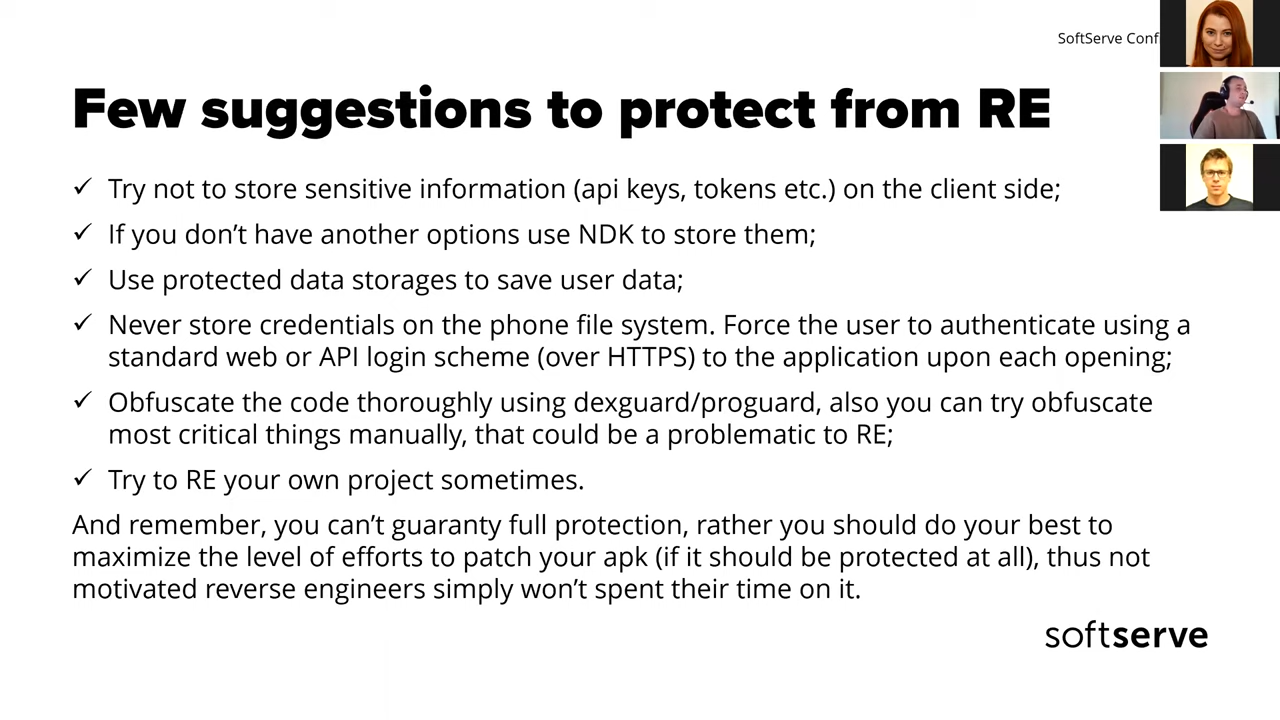 SoftServe Conf
Few suggestions to protect from RE
✓ Try not to store sensitive information (api keys, tokens etc.) on the client side;
✓ If you don’t have another options use NDK to store them;
✓ Use protected data storages to save user data;
✓ Never store credentials on the phone file system. Force the user to authenticate using a
standard web or API login scheme (over HTTPS) to the application upon each opening;
✓ Obfuscate the code thoroughly using dexguard/proguard, also you can try obfuscate
most critical things manually, that could be a problematic to RE;
✓ Try to RE your own project sometimes.
And remember, you can’t guaranty full protection, rather you should do your best to
maximize the level of efforts to patch your apk (if it should be protected at all), thus not
motivated reverse engineers simply won’t spent their time on it.
softserve